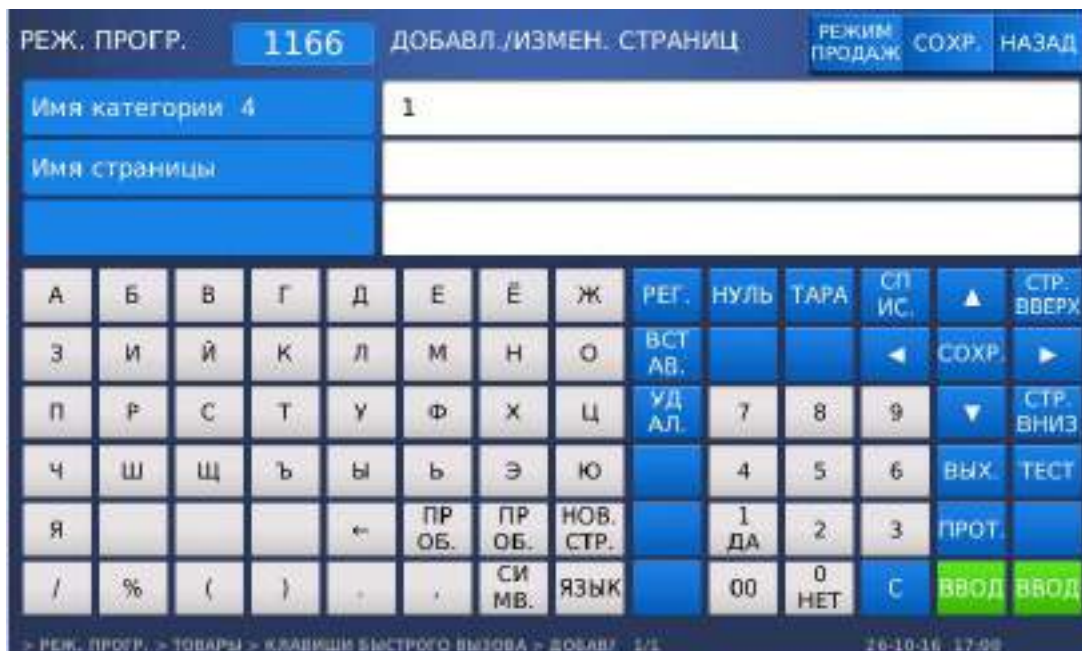 РЕЖ. ПРОГР. 1166 ДОБАВЛ./ИЗМЕН. СТРАНИЦ РЕЖИМ ПРОДАЖ СОХР. НАЗАД
Имя категории 4 1
Имя страницы
А Б В Г Д Е Ё Ж РЕГ. НУЛЬ ТАРА СП ИС. ▲ СТР. ВВЕРХ
З И Й К Л М Н О ВСТ АВ. ◄ СОХР. ►
П Р С Т У Ф Х Ц УД АЛ. 7 8 9 ▼ СТР. ВНИЗ
Ч Ш Щ Ъ Ы Ь Э Ю 4 5 6 ВЫХ. ТЕСТ
Я ← ПР ОБ. ПР ОБ. НОВ. СТР. 1 ДА 2 3 ПРОТ.
/ % ( ) . , СИ МВ. ЯЗЫК 00 0 НЕТ С ВВОД ВВОД
> РЕЖ. ПРОГР. > ТОВАРЫ > КЛАВИШИ БЫСТРОГО ВЫЗОВА > ДОБАВЛ 1/1 26-10-16 17:00